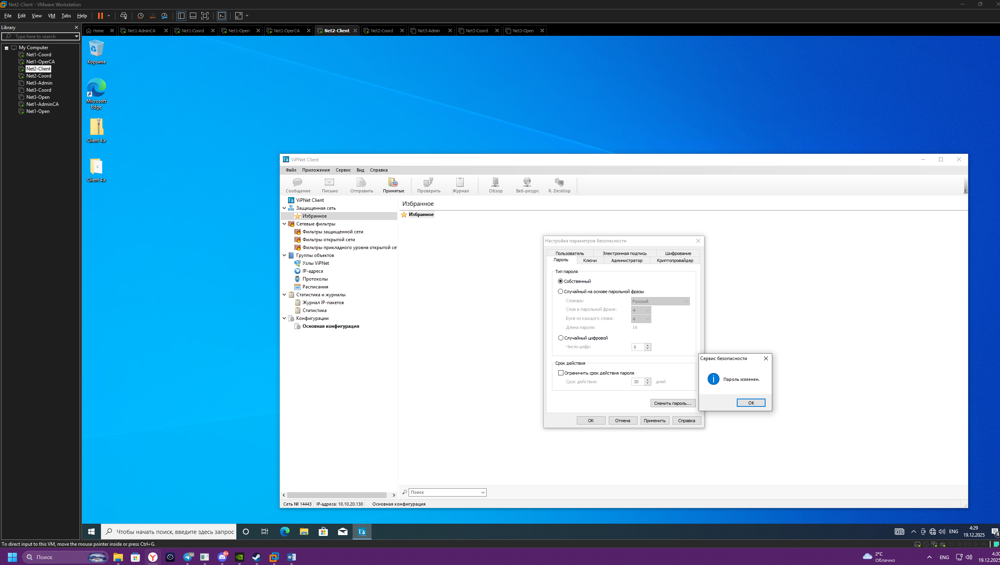 Net2-Client - VMware Workstation
File Edit View VM Tabs Help
Library
Type here to search
My Computer
Net1-Coord
Net1-OperCA
Net2-Client
Net2-Coord
Net3-Admin
Net3-Coord
Net3-Open
Net1-AdminCA
Net1-Open
Home Net1-AdminCA Net1-Coord Net1-Open Net1-OperCA Net2-Client Net2-Coord Net3-Admin Net3-Coord Net3-Open
Корзина
Microsoft
Edge
Client 4.x
Client 4.x
ViPNet Client
Файл Приложения Сервис Вид Справка
Сообщение Письмо Отправить Принятые Проверить Журнал Обзор Веб-ресурс R. Desktop
ViPNet Client
Защищенная сеть
Избранное
Сетевые фильтры
Фильтры защищенной сети
Фильтры открытой сети
Фильтры прикладного уровня открытой сет
Группы объектов
Узлы ViPNet
IP-адреса
Протоколы
Расписания
Статистика и журналы
Журнал IP-пакетов
Статистика
Конфигурации
Основная конфигурация
Избранное
Избранное
Настройка параметров безопасности
Пользователь Электронная подпись Шифрование
Пароль Ключи Администратор Криптопровайдер
Тип пароля
Собственный
Случайный на основе парольной фразы
Словарь: Русский
Слов в парольной фразе: 4
Букв из каждого слова: 4
Длина пароля: 16
Случайный цифровой
Число цифр: 6
Срок действия
Ограничить срок действия пароля
Срок действия: 30 дней
Сменить пароль...
ОК Отмена Применить Справка
Сервис безопасности
Пароль изменен.
ОК
Поиск
Сеть № 14443 IP-адреса: 10.10.20.130 Основная конфигурация
Чтобы начать поиск, введите здесь запрос
ENG
4:29
19.12.2025
4
To direct input to this VM, move the mouse pointer inside or press Ctrl+G.
Поиск
94
9+
2°C
Облачно
ENG
4:30
19.12.2025